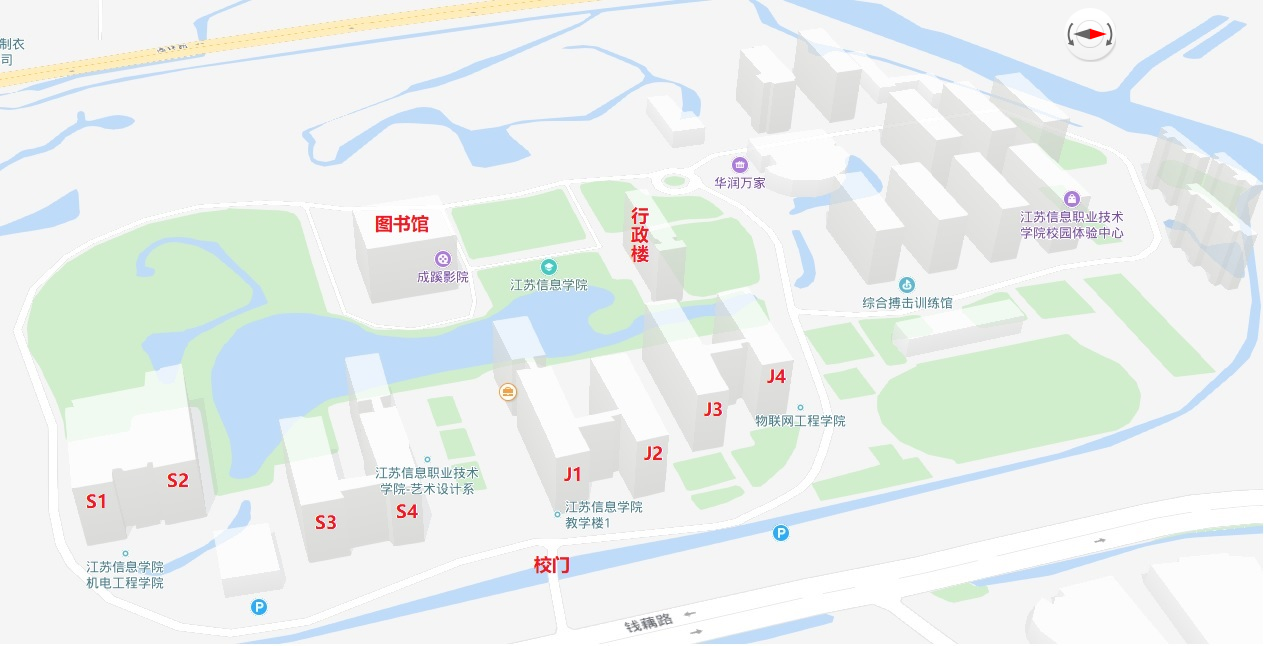 制衣
司
华润万家
江苏信息职业技术
学院校园体验中心
图书馆
行
政
楼
成蹊影院
江苏信息学院
综合搏击训练馆
J4
J3
物联网工程学院
J2
J1
江苏信息职业技术
学院-艺术设计系
S2
S1
S4
S3
江苏信息学院
教学楼1
江苏信息学院
机电工程学院
校门
P
P
钱藕路